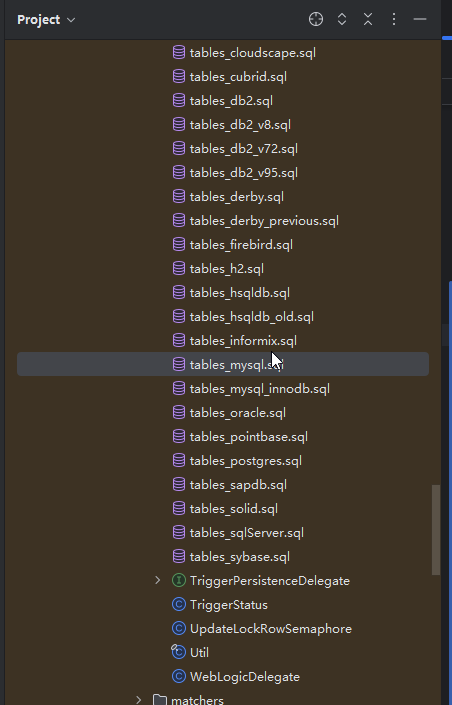 Project
tables_cloudscape.sql
tables_cubrid.sql
tables_db2.sql
tables_db2_v8.sql
tables_db2_v72.sql
tables_db2_v95.sql
tables_derby.sql
tables_derby_previous.sql
tables_firebird.sql
tables_h2.sql
tables_hsqldb.sql
tables_hsqldb_old.sql
tables_informix.sql
tables_mysql.sql
tables_mysql_innodb.sql
tables_oracle.sql
tables_pointbase.sql
tables_postgres.sql
tables_sapdb.sql
tables_solid.sql
tables_sqlServer.sql
tables_sybase.sql
I TriggerPersistenceDelegate
C TriggerStatus
C UpdateLockRowSemaphore
C Util
C WebLogicDelegate
matchers